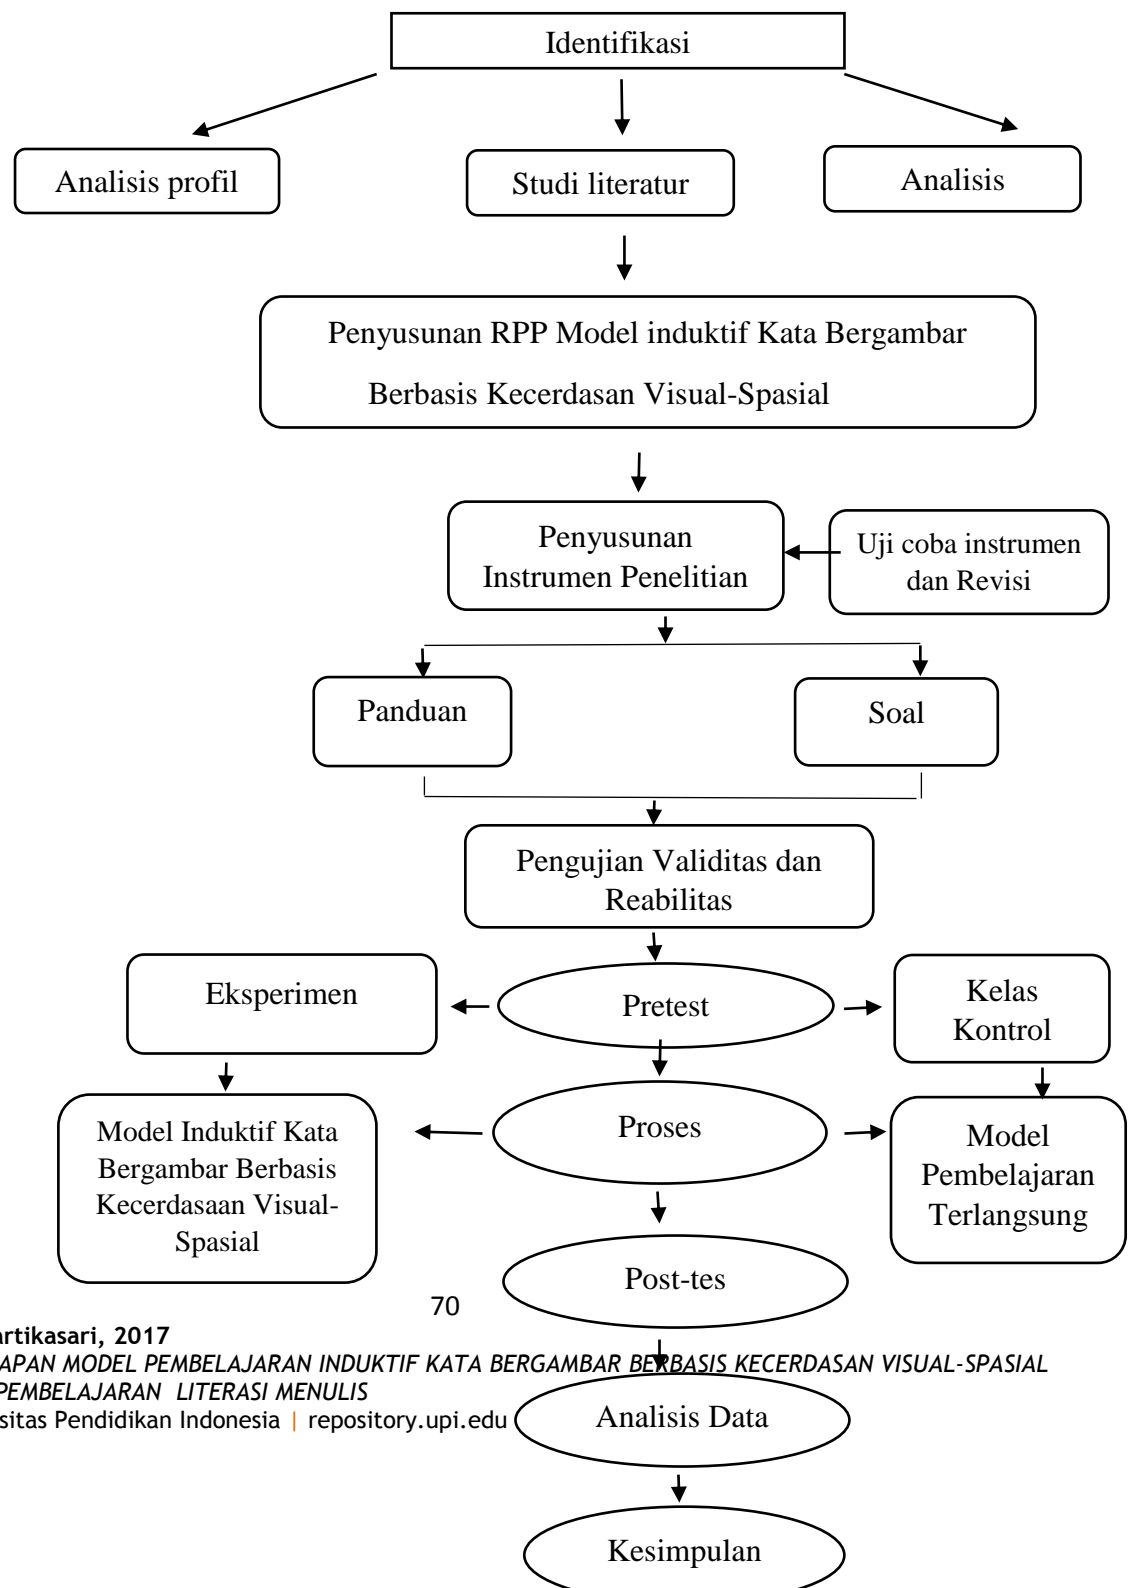 Identifikasi
Analisis profil
Studi literatur
Analisis
Penyusunan RPP Model induktif Kata Bergambar
Berbasis Kecerdasan Visual-Spasial
Penyusunan
Instrumen Penelitian
Uji coba instrumen
dan Revisi
Panduan
Soal
Pengujian Validitas dan
Reabilitas
Eksperimen
Pretest
Kelas
Kontrol
Model Induktif Kata
Bergambar Berbasis
Kecerdasaan Visual-
Spasial
Proses
Model
Pembelajaran
Terlangsung
Post-tes
70
artikasari, 2017
APAN MODEL PEMBELAJARAN INDUKTIF KATA BERGAMBAR BERBASIS KECERDASAN VISUAL-SPASIAL
PEMBELAJARAN LITERASI MENULIS
sitas Pendidikan Indonesia | repository.upi.edu
Analisis Data
Kesimpulan